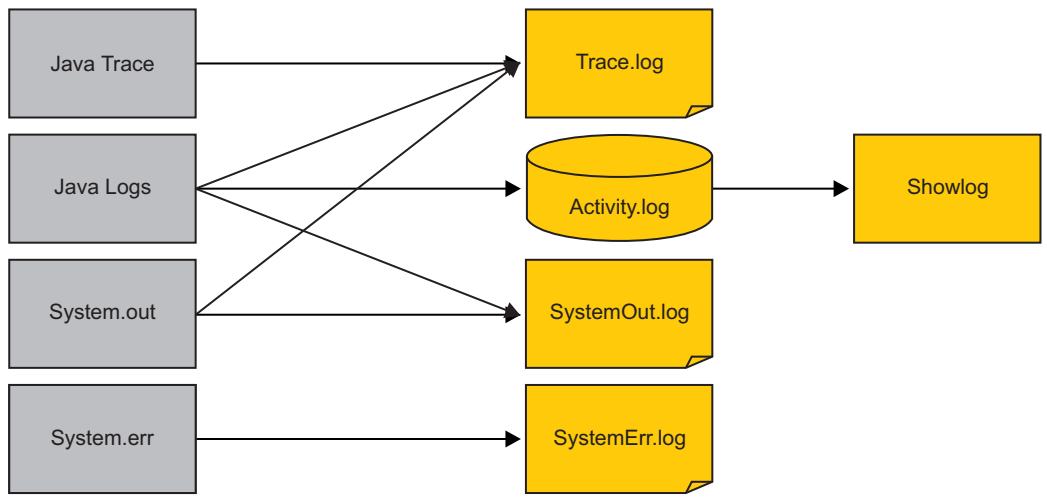 Java Trace
Trace.log
Java Logs
Activity.log
Showlog
System.out
SystemOut.log
System.err
SystemErr.log